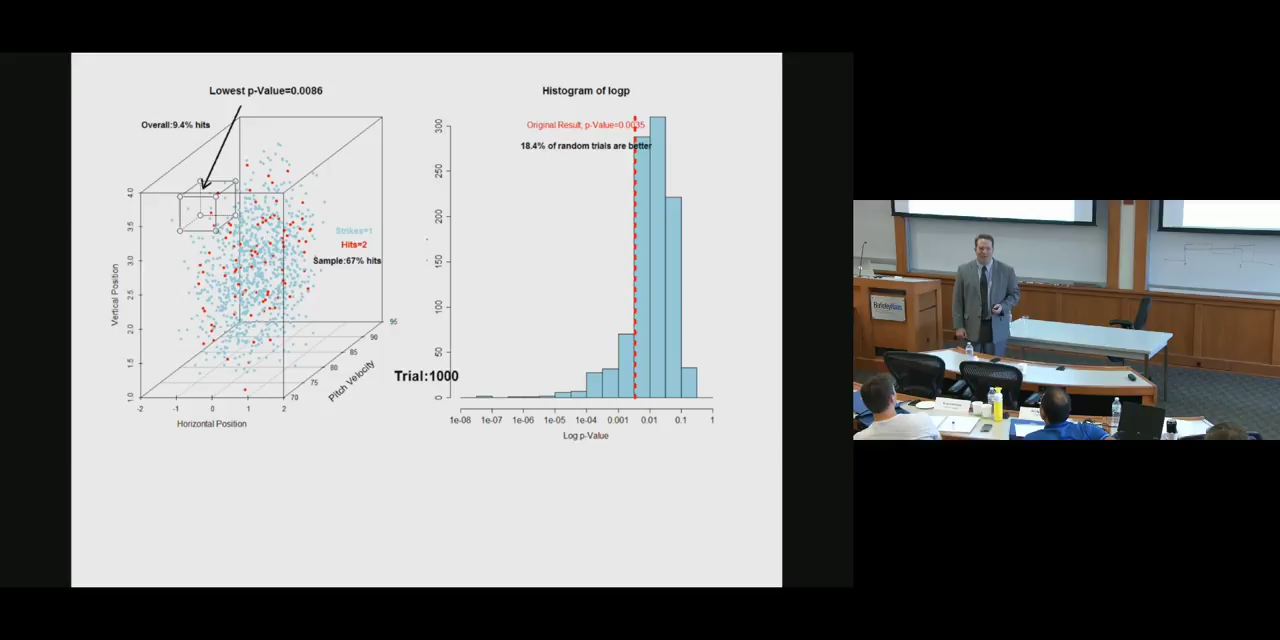 Lowest p-Value=0.0086
Overall:9.4% hits
4.0
3.5
3.0
2.5
2.0
1.5
1.0
Vertical Position
-2
-1
0
1
2
Horizontal Position
70
75
80
85
90
95
Pitch Velocity
Strikes=1
Hits=2
Sample:67% hits
Trial:1000
Histogram of logp
Original Result, p-Value=0.0035
18.4% of random trials are better
300
250
200
150
100
50
0
1e-08
1e-07
1e-06
1e-05
1e-04
0.001
0.01
0.1
1
Log p-Value
BerkeleyHaas